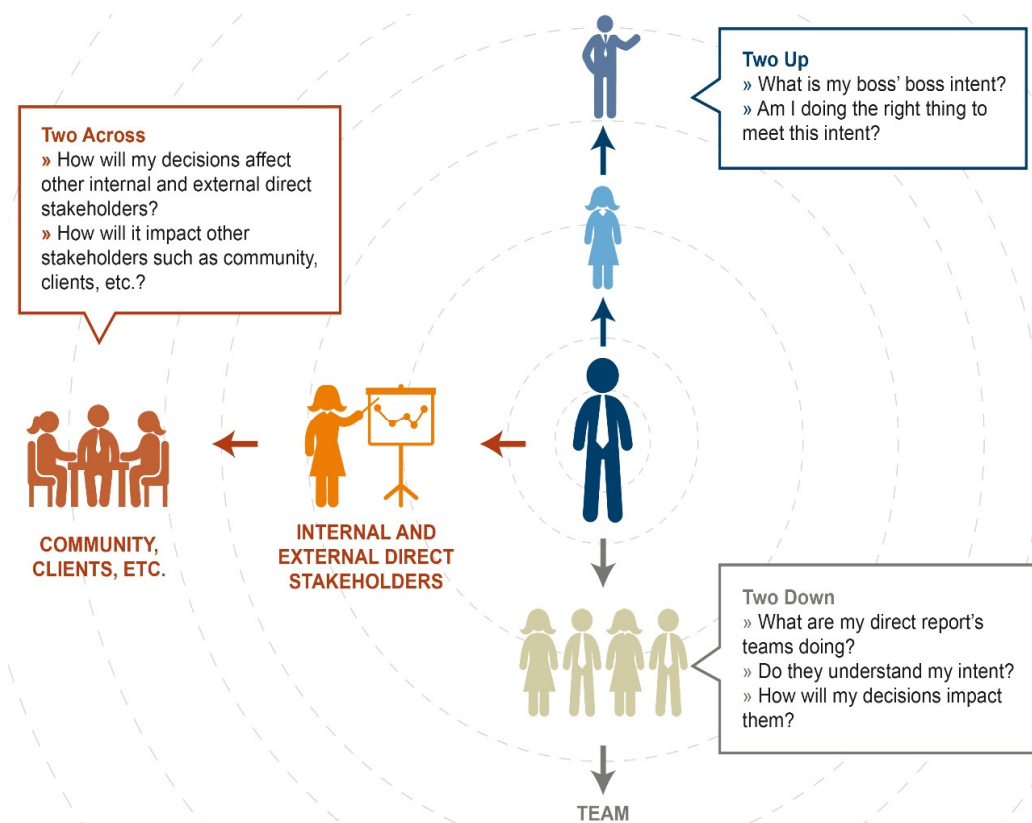 Two Up
» What is my boss’ boss intent?
» Am I doing the right thing to
meet this intent?
Two Across
» How will my decisions affect
other internal and external direct
stakeholders?
» How will it impact other
stakeholders such as community,
clients, etc.?
COMMUNITY,
CLIENTS, ETC.
INTERNAL AND
EXTERNAL DIRECT
STAKEHOLDERS
Two Down
» What are my direct report’s
teams doing?
» Do they understand my intent?
» How will my decisions impact
them?
TEAM